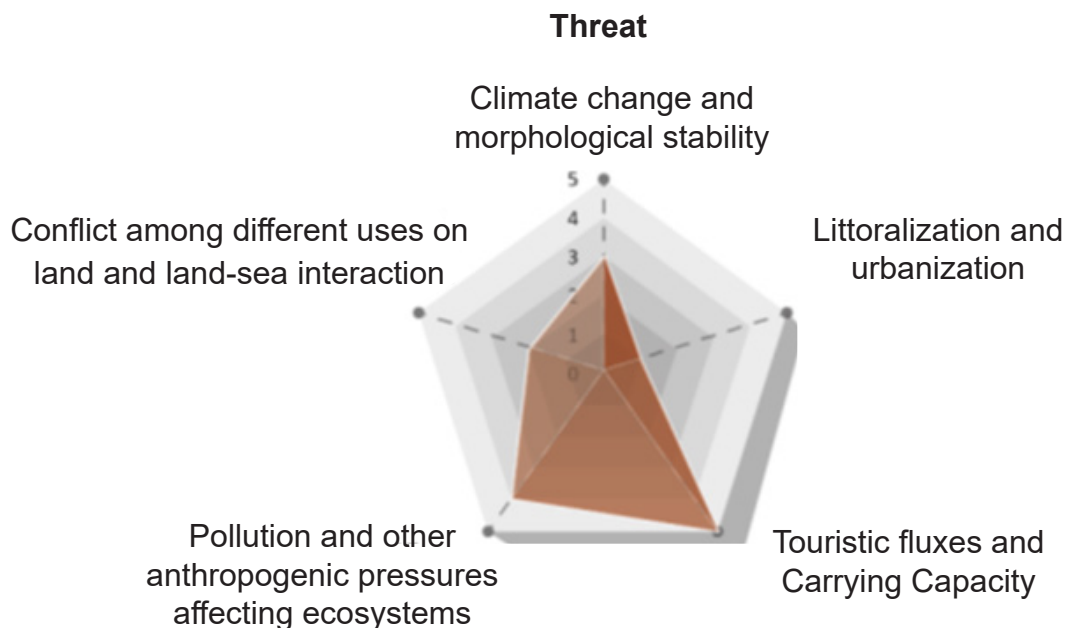 Threat
Climate change and
morphological stability
Conflict among different uses on
land and land-sea interaction
Littoralization and
urbanization
5
4
3
2
1
0
Pollution and other
anthropogenic pressures
affecting ecosystems
Touristic fluxes and
Carrying Capacity